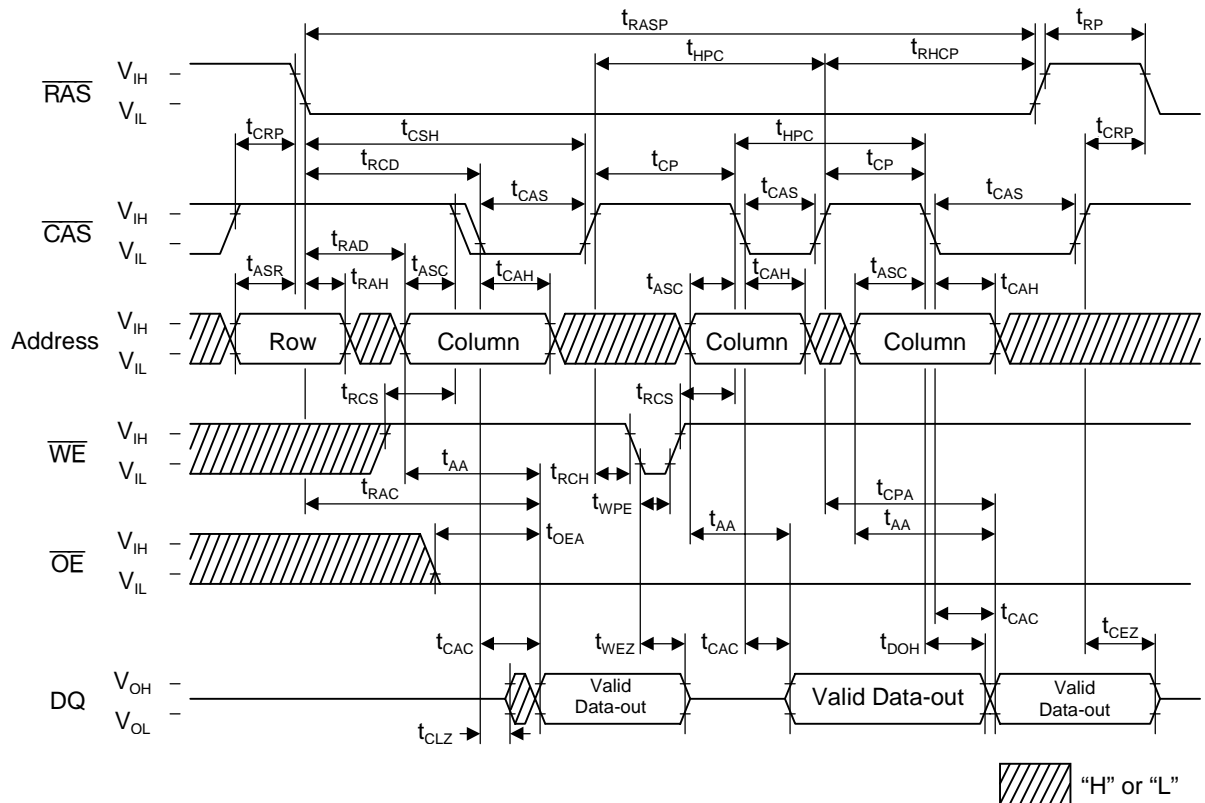 tRASP tRP
tHPC tRHCP
RAS VIH
VIL
tCRP tCSH tHPC tCRP
tRCD tCP tCP
tCAS tCAS tCAS
CAS VIH
VIL
tRAD
tASR tRAH tASC tCAH tASC tCAH tASC tCAH
Address VIH
VIL
Row Column Column Column
tRCS tRCS
WE VIH
VIL
tAA tRCH
tRAC tWPE tCPA
tOEA tAA tAA
OE VIH
VIL
tCAC tWEZ tCAC tDOH tCAC tCEZ
DQ VOH
VOL
Valid Data-out
Valid Data-out
Valid Data-out
tCLZ
“H” or “L”